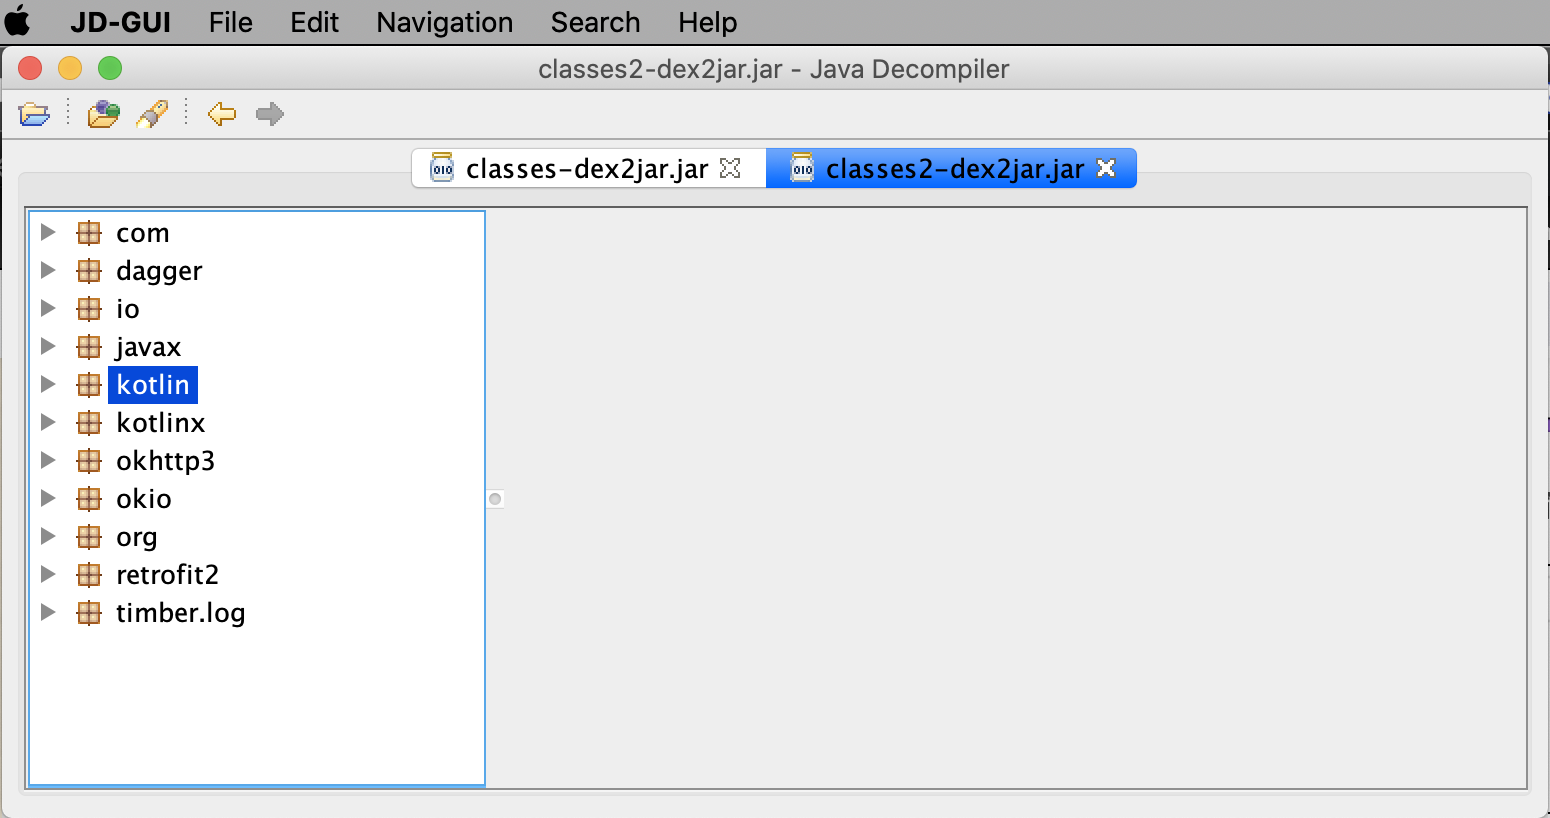 JD-GUI File Edit Navigation Search Help
classes2-dex2jar.jar - Java Decompiler
classes-dex2jar.jar classes2-dex2jar.jar
com
dagger
io
javax
kotlin
kotlinx
okhttp3
okio
org
retrofit2
timber.log